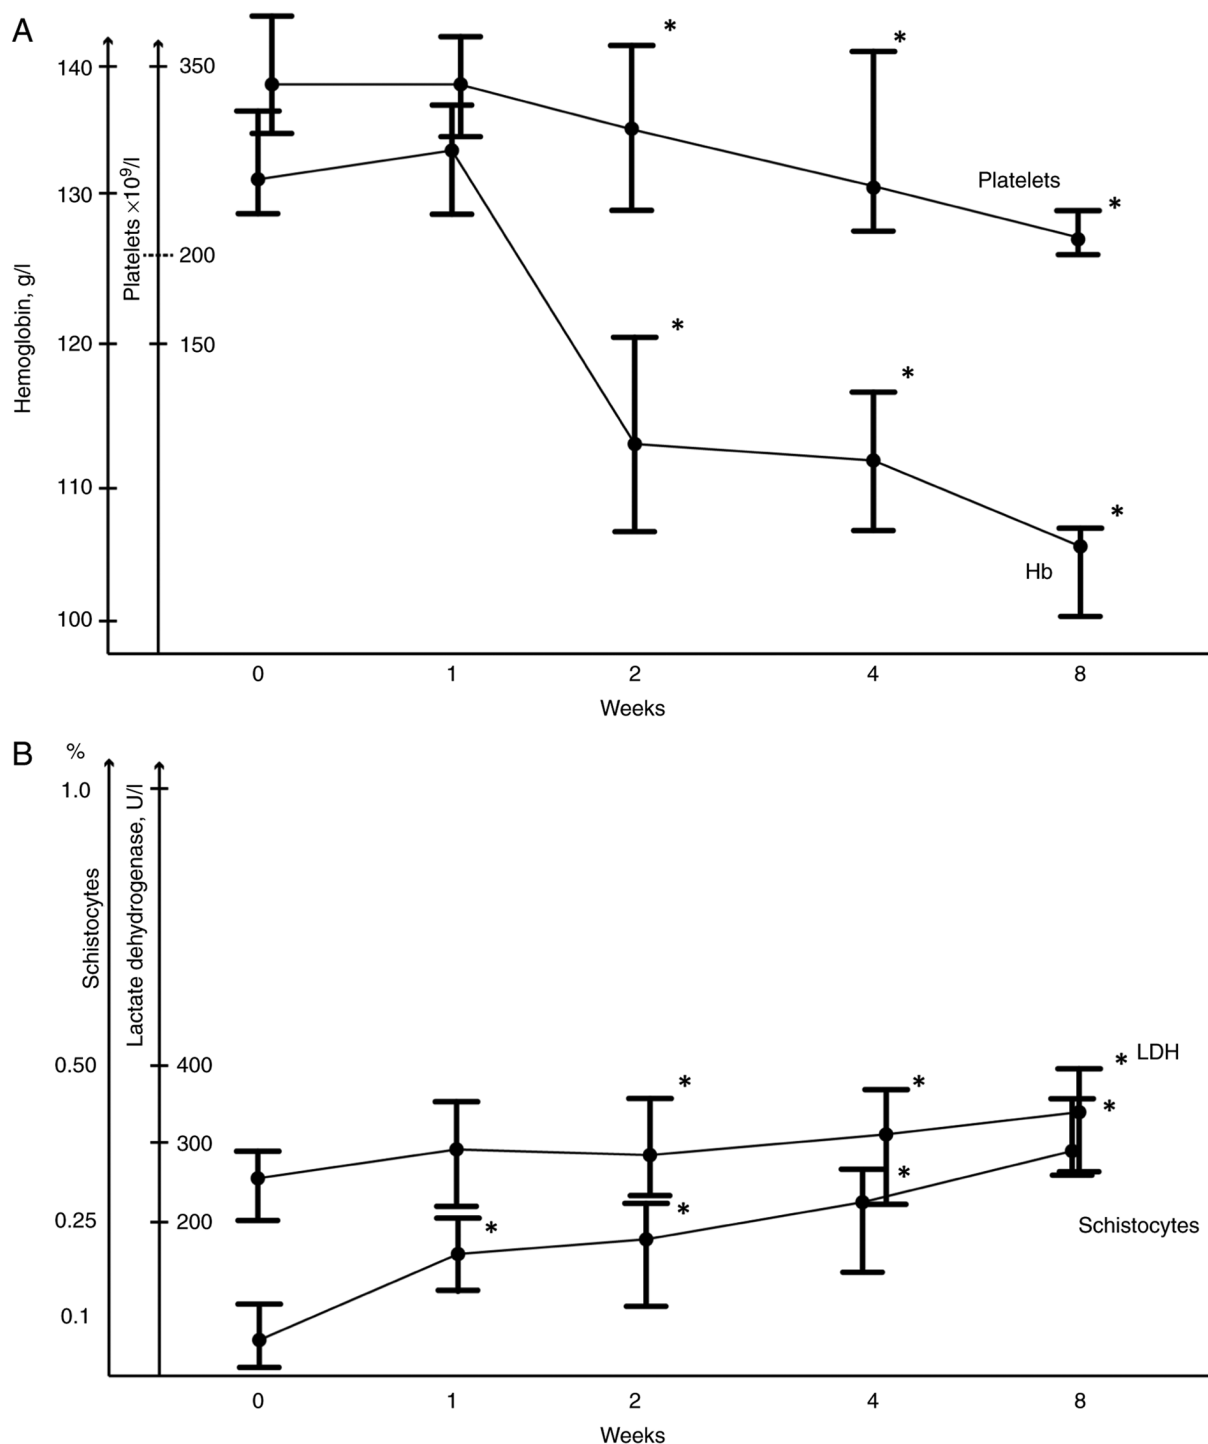 A
140
350
130
Platelets ×10⁹/l
200
Hemoglobin, g/l
120
150
110
100
*
*
Platelets
*
*
*
*
Hb
0 1 2 4 8
Weeks
B
%
1.0
Schistocytes
Lactate dehydrogenase, U/l
0.50
400
300
0.25
200
0.1
* LDH
*
*
*
*
*
*
Schistocytes
0 1 2 4 8
Weeks